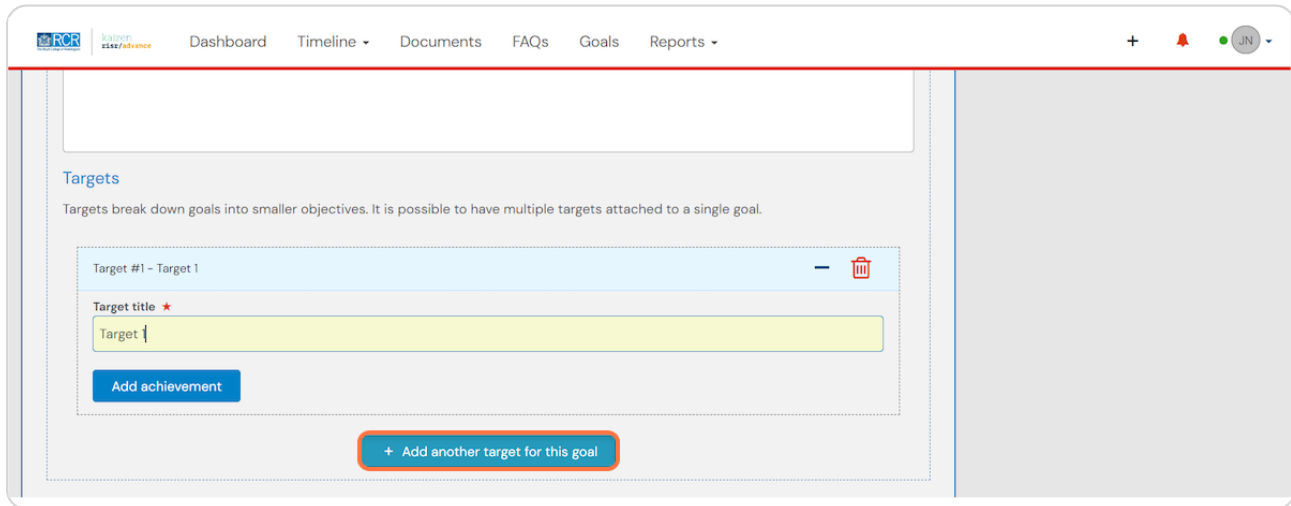 RCR
kaizen
risr/advance
Dashboard
Timeline
Documents
FAQs
Goals
Reports
+
JN
Targets
Targets break down goals into smaller objectives. It is possible to have multiple targets attached to a single goal.
Target #1 - Target 1
Target title ★
Target 1
Add achievement
+ Add another target for this goal